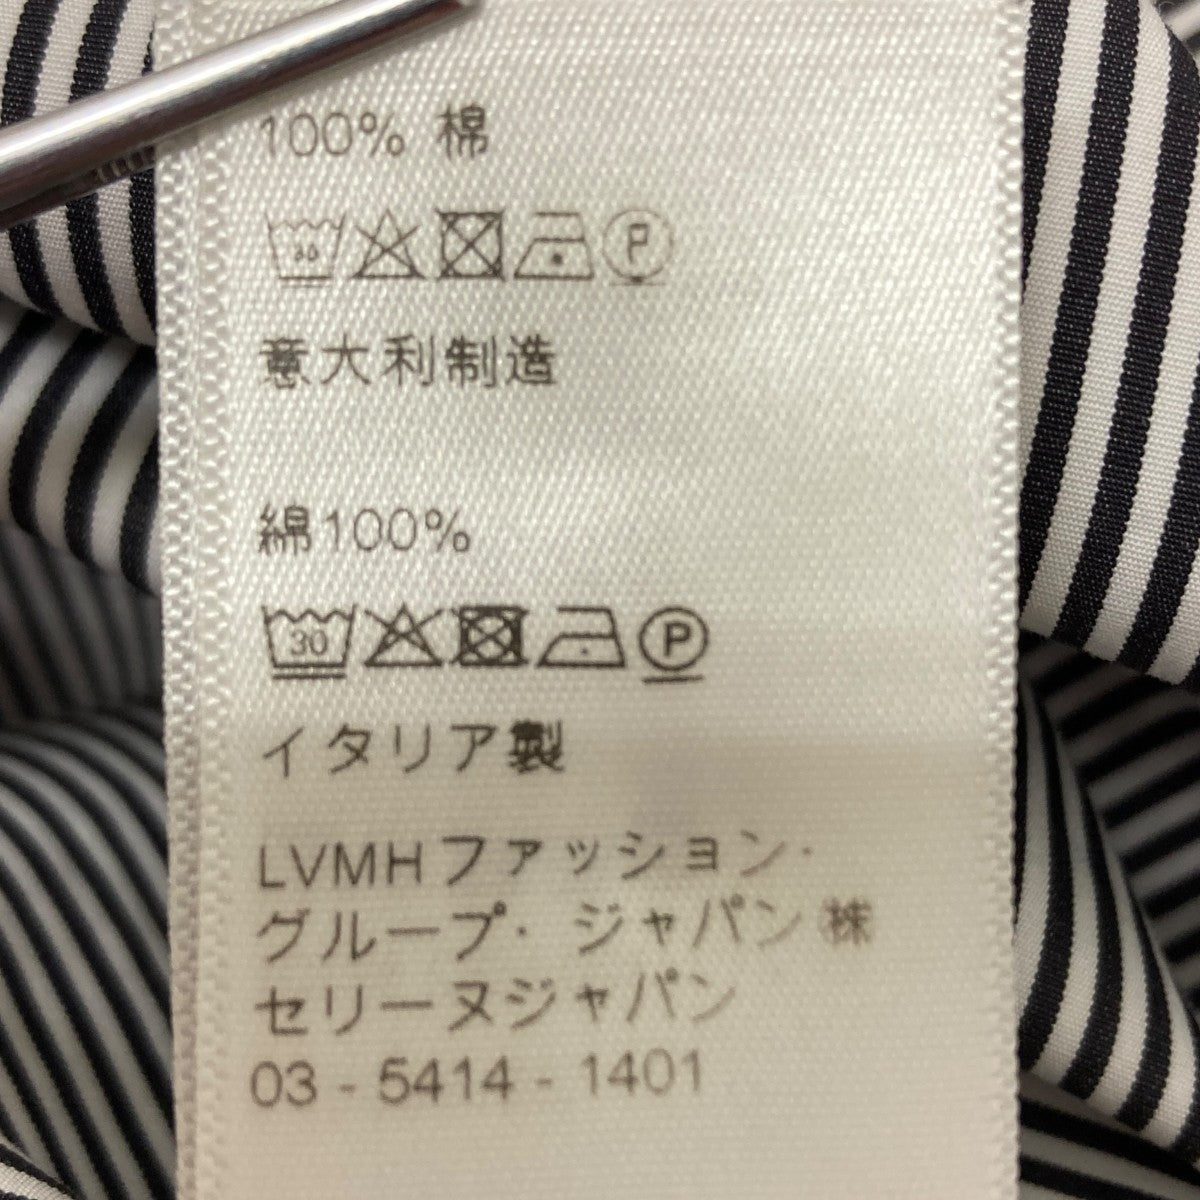 100% 棉
30
P
意大利制造
綿100%
30
P
イタリア製
LVMHファッション・
グループ・ ジャパン 株
セリーヌジャパン
03 - 5414 - 1401